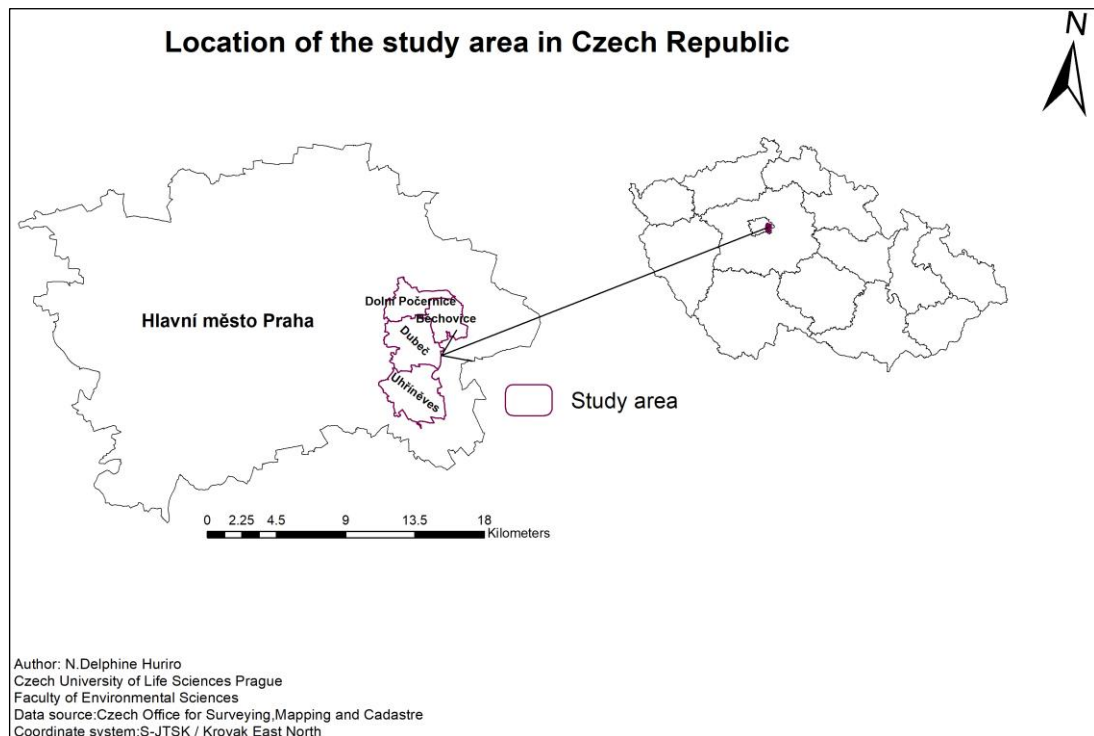 Location of the study area in Czech Republic
N
Dolní Počernice
Běchovice
Hlavní město Praha
Dubeč
Uhříněves
Study area
0 2.25 4.5 9 13.5 18
Kilometers
Author: N.Delphine Huriro
Czech University of Life Sciences Prague
Faculty of Environmental Sciences
Data source:Czech Office for Surveying,Mapping and Cadastre
Coordinate system:S-JTSK / Krovak East North